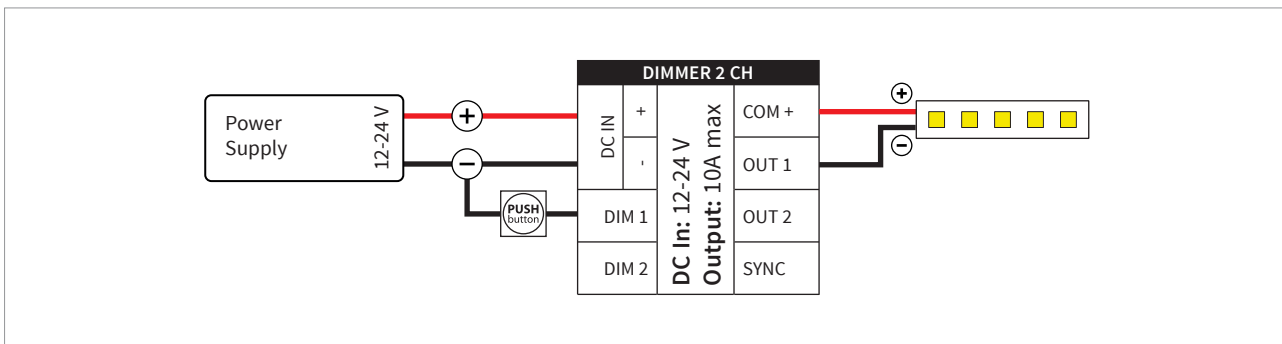 DIMMER 2 CH
Power
Supply
12-24 V
+
-
DC IN
+
-
DIM 1
DIM 2
PUSH
button
DC In: 12-24 V
Output: 10A max
COM +
OUT 1
OUT 2
SYNC
+
-